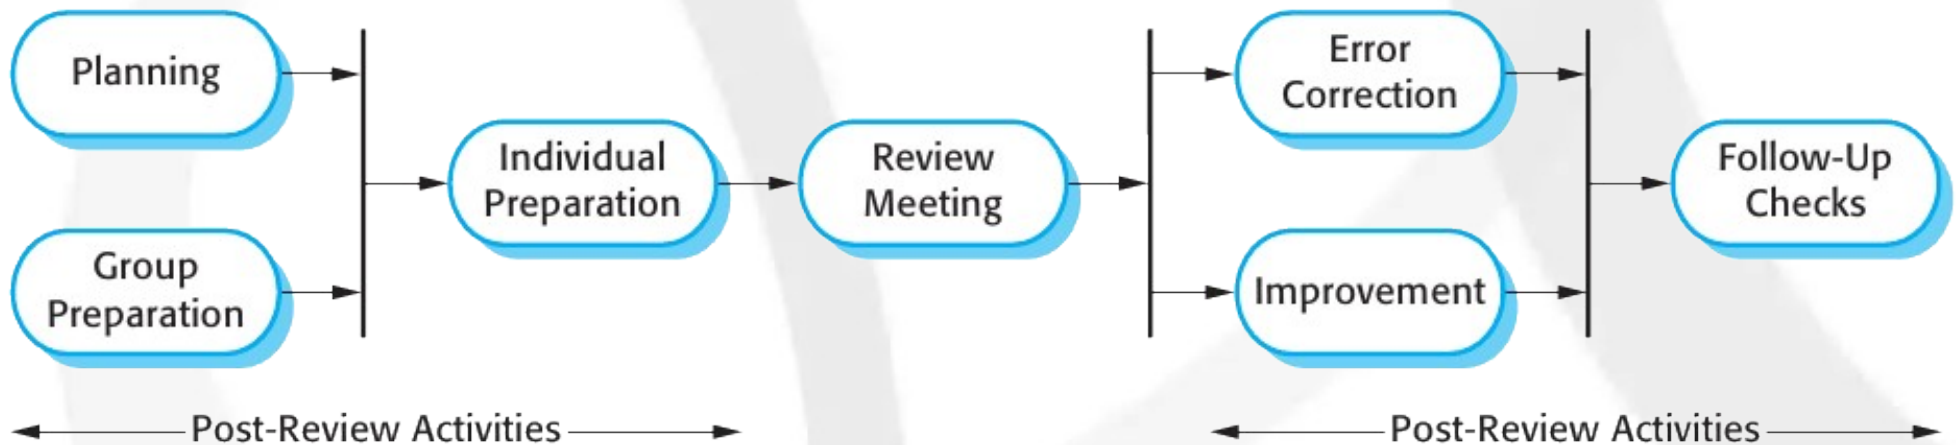 Planning
Group
Preparation
Individual
Preparation
Review
Meeting
Error
Correction
Improvement
Follow-Up
Checks
Post-Review Activities
Post-Review Activities